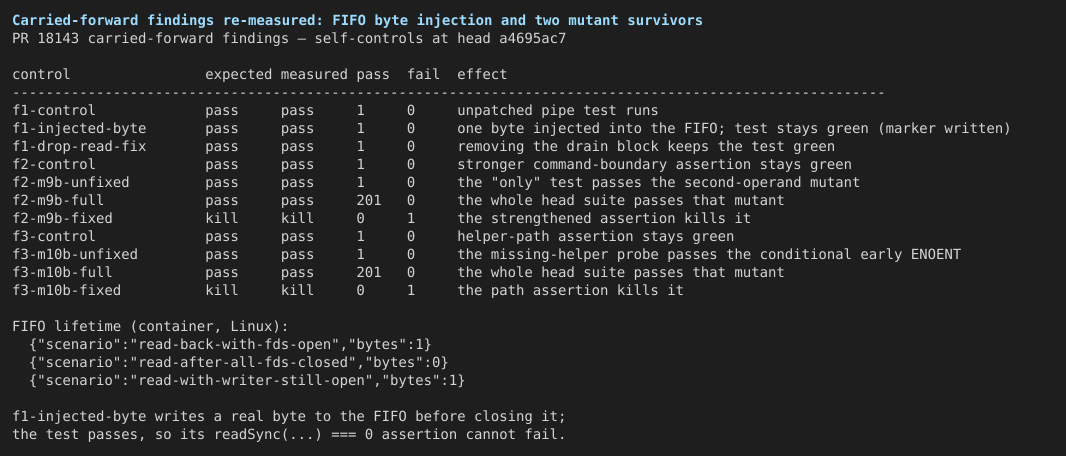 Carried-forward findings re-measured: FIFO byte injection and two mutant survivors
PR 18143 carried-forward findings — self-controls at head a4695ac7
control expected measured pass fail effect
--------------------------------------------------------------------------------------------------------
f1-control pass pass 1 0 unpatched pipe test runs
f1-injected-byte pass pass 1 0 one byte injected into the FIFO; test stays green (marker written)
f1-drop-read-fix pass pass 1 0 removing the drain block keeps the test green
f2-control pass pass 1 0 stronger command-boundary assertion stays green
f2-m9b-unfixed pass pass 1 0 the "only" test passes the second-operand mutant
f2-m9b-full pass pass 201 0 the whole head suite passes that mutant
f2-m9b-fixed kill kill 0 1 the strengthened assertion kills it
f3-control pass pass 1 0 helper-path assertion stays green
f3-m10b-unfixed pass pass 1 0 the missing-helper probe passes the conditional early ENOENT
f3-m10b-full pass pass 201 0 the whole head suite passes that mutant
f3-m10b-fixed kill kill 0 1 the path assertion kills it
FIFO lifetime (container, Linux):
{"scenario":"read-back-with-fds-open","bytes":1}
{"scenario":"read-after-all-fds-closed","bytes":0}
{"scenario":"read-with-writer-still-open","bytes":1}
f1-injected-byte writes a real byte to the FIFO before closing it;
the test passes, so its readSync(...) === 0 assertion cannot fail.